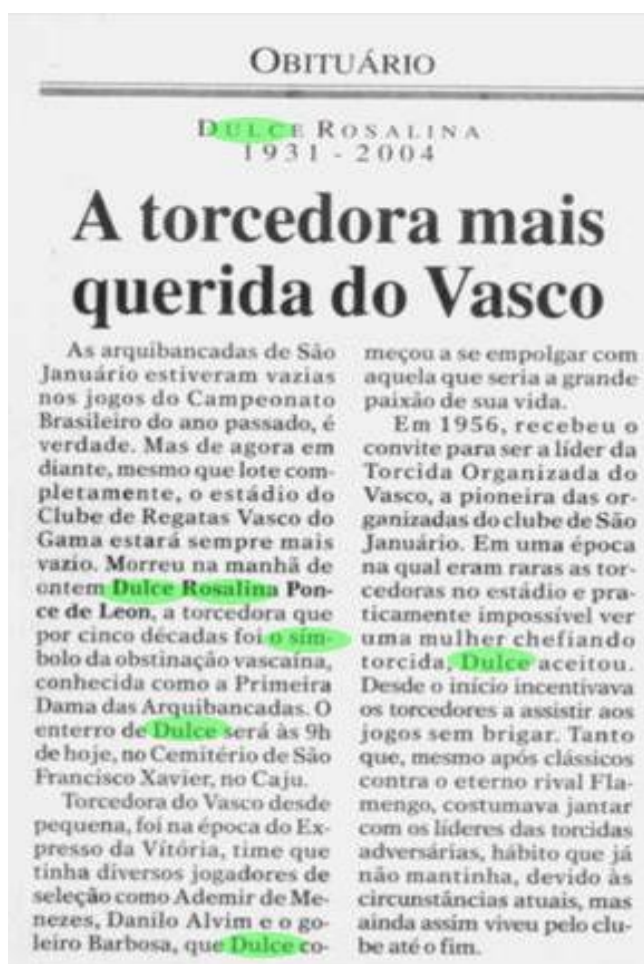 OBITUÁRIO
DULCE ROSALINA
1931 - 2004
A torcedora mais
querida do Vasco
As arquibancadas de São
Januário estiveram vazias
nos jogos do Campeonato
Brasileiro do ano passado, é
verdade. Mas de agora em
diante, mesmo que lote com-
pletamente, o estádio do
Clube de Regatas Vasco do
Gama estará sempre mais
vazio. Morreu na manhã de
ontem Dulce Rosalina Pon-
ce de Leon, a torcedora que
por cinco décadas foi o sím-
bolo da obstinação vascaína,
conhecida como a Primeira
Dama das Arquibancadas. O
enterro de Dulce será às 9h
de hoje, no Cemitério de São
Francisco Xavier, no Caju.
Torcedora do Vasco desde
pequena, foi na época do Ex-
presso da Vitória, time que
tinha diversos jogadores de
seleção como Ademir de Me-
nezes, Danilo Alvim e o go-
leiro Barbosa, que Dulce co-
meçou a se empolgar com
aquela que seria a grande
paixão de sua vida.
Em 1956, recebeu o
convite para ser a líder da
Torcida Organizada do
Vasco, a pioneira das or-
ganizadas do clube de São
Januário. Em uma época
na qual eram raras as tor-
cedoras no estádio e pra-
ticamente impossível ver
uma mulher chefiando
torcida, Dulce aceitou.
Desde o início incentivava
os torcedores a assistir aos
jogos sem brigar. Tanto
que, mesmo após clássicos
contra o eterno rival Fla-
mengo, costumava jantar
com os líderes das torcidas
adversárias, hábito que já
não mantinha, devido às
circunstâncias atuais, mas
ainda assim viveu pelo clu-
be até o fim.